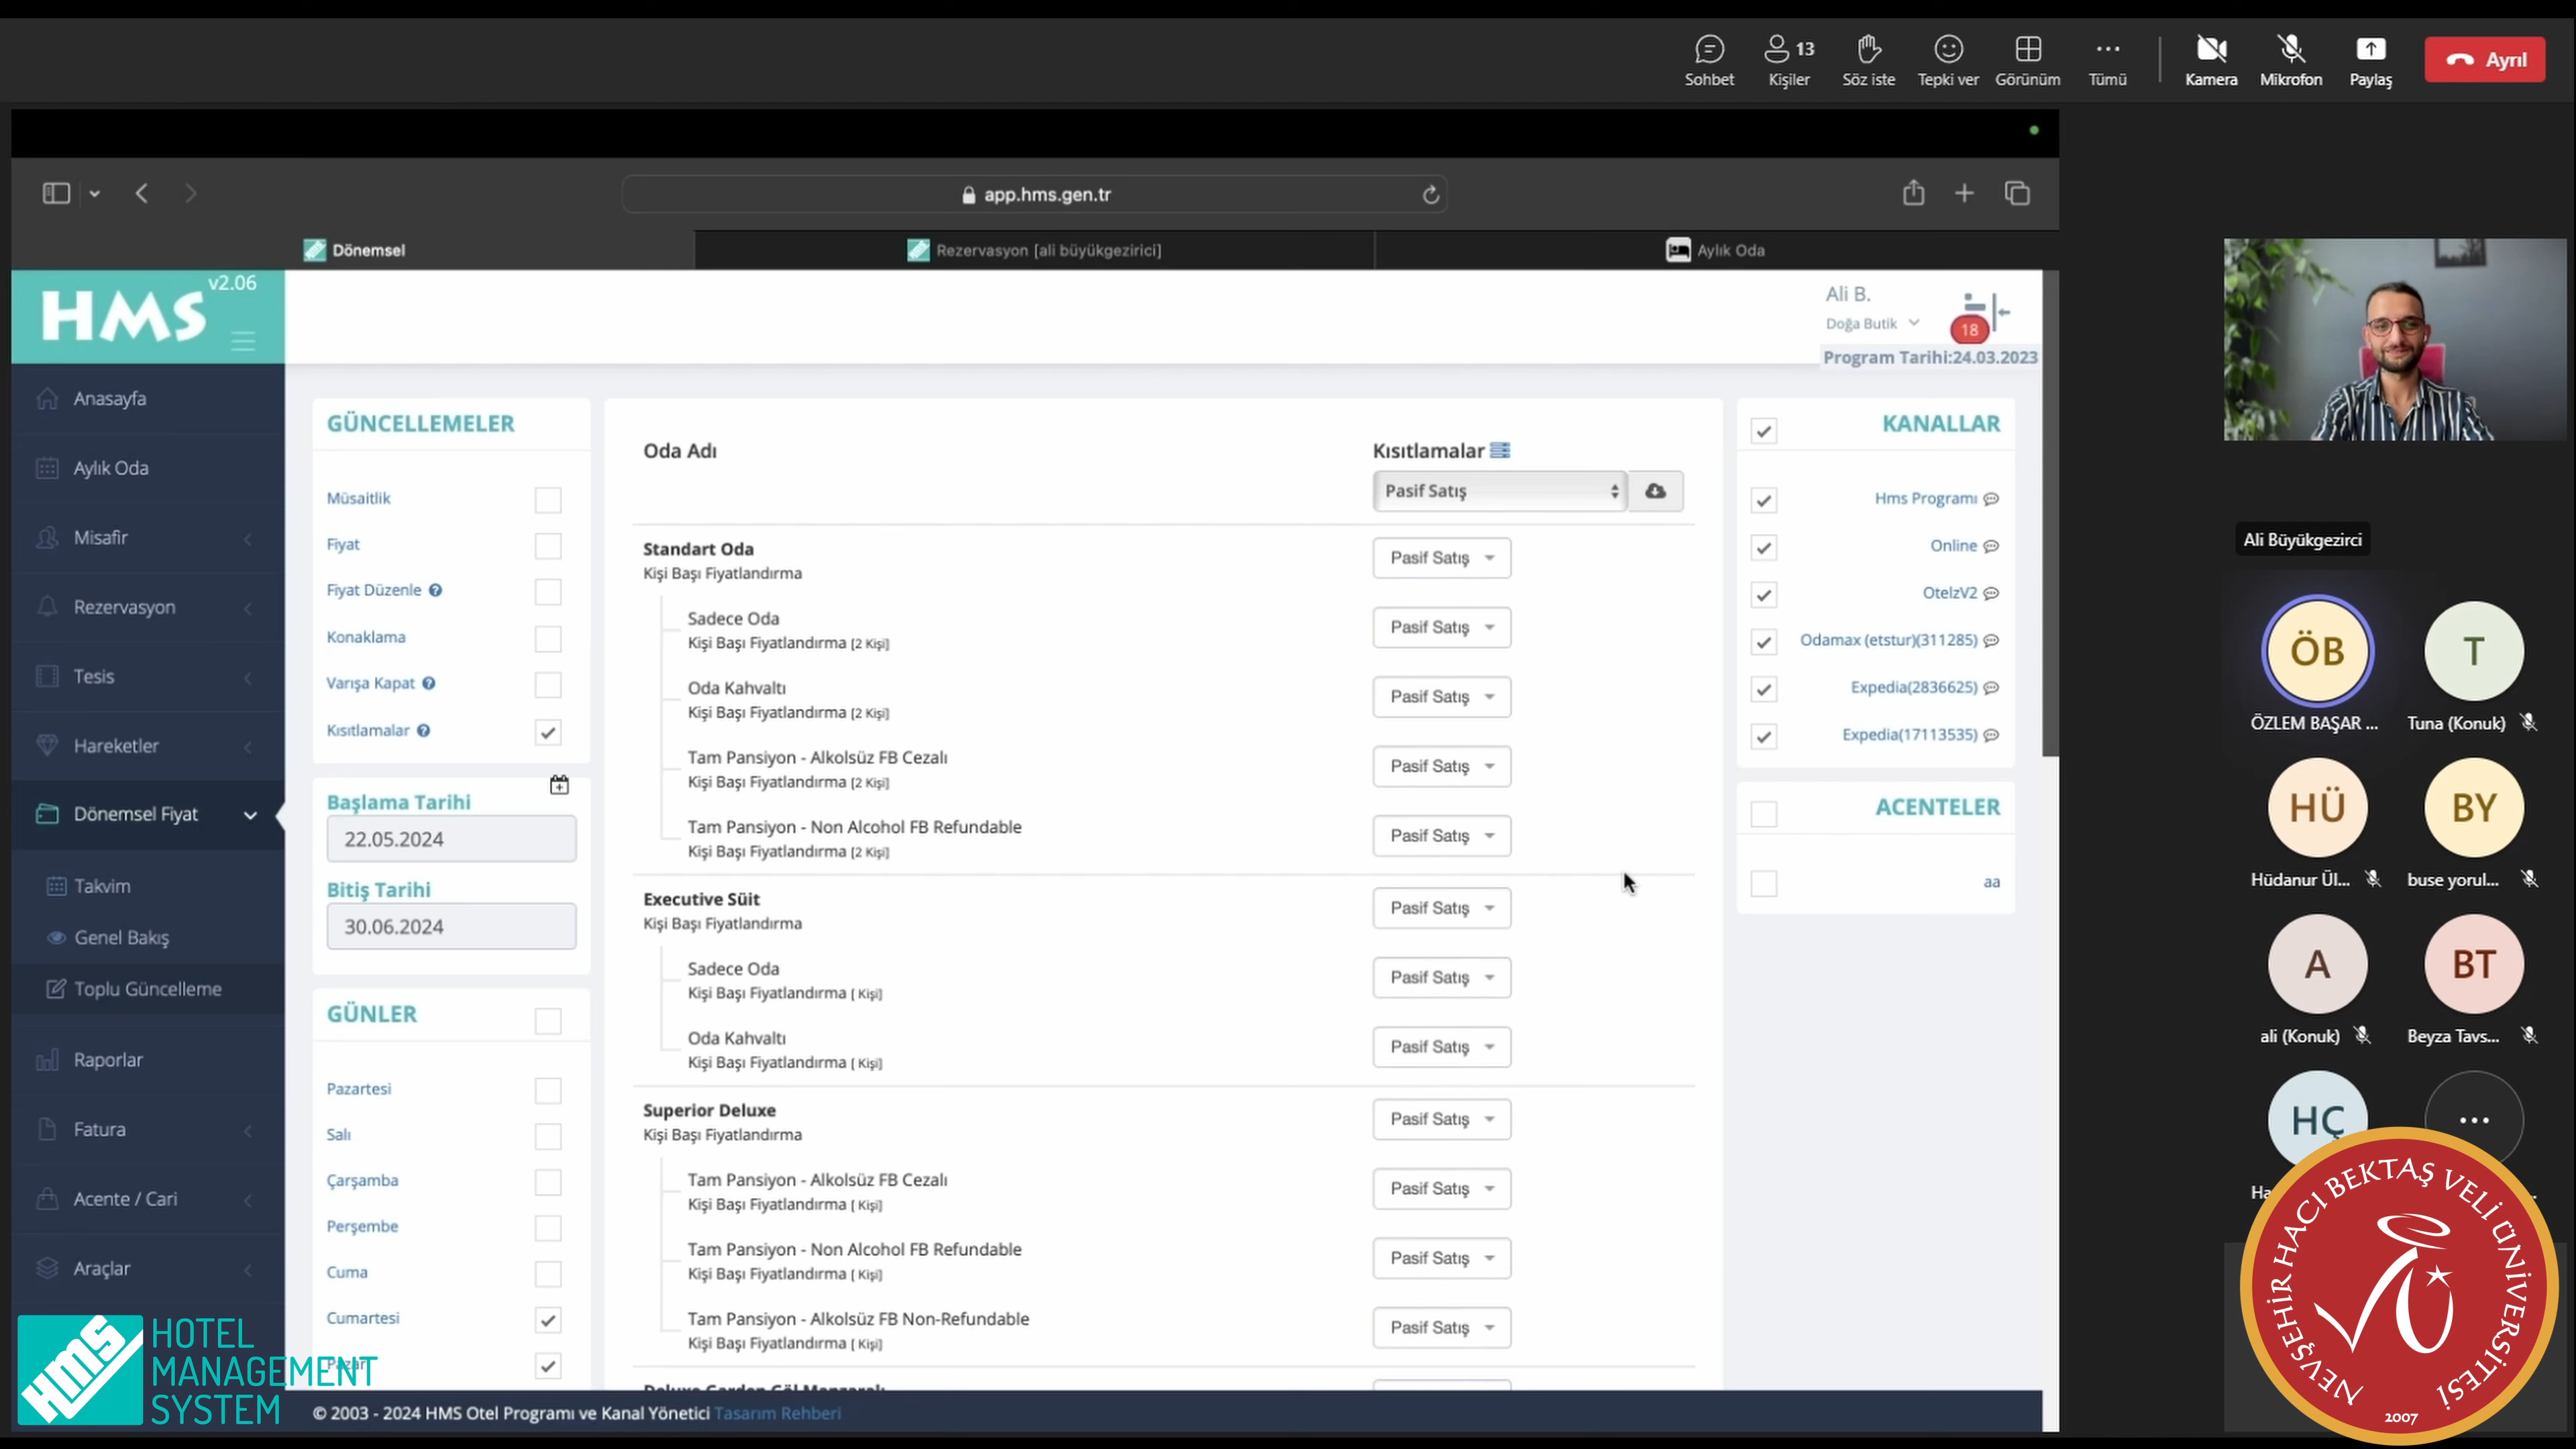 Sohbet
13
Kişiler
Söz iste
Tepki ver
Görünüm
Tümü
Kamera
Mikrofon
Paylaş
Ayrıl
app.hms.gen.tr
Dönemsel
Rezervasyon [ali büyükgezirici]
Aylık Oda
HMS
v2.06
Ali B.
Doğa Butik
18
Program Tarihi:24.03.2023
Anasayfa
Aylık Oda
Misafir
Rezervasyon
Tesis
Hareketler
Dönemsel Fiyat
Takvim
Genel Bakış
Toplu Güncelleme
Raporlar
Fatura
Acente / Cari
Araçlar
GÜNCELLEMELER
Müsaitlik
Fiyat
Fiyat Düzenle
Konaklama
Varışa Kapat
Kısıtlamalar
Başlama Tarihi
22.05.2024
Bitiş Tarihi
30.06.2024
GÜNLER
Pazartesi
Salı
Çarşamba
Perşembe
Cuma
Cumartesi
Pazar
Oda Adı
Kısıtlamalar
Pasif Satış
Standart Oda
Kişi Başı Fiyatlandırma
Pasif Satış
Sadece Oda
Kişi Başı Fiyatlandırma [2 Kişi]
Pasif Satış
Oda Kahvaltı
Kişi Başı Fiyatlandırma [2 Kişi]
Pasif Satış
Tam Pansiyon - Alkolsüz FB Cezalı
Kişi Başı Fiyatlandırma [2 Kişi]
Pasif Satış
Tam Pansiyon - Non Alcohol FB Refundable
Kişi Başı Fiyatlandırma [2 Kişi]
Pasif Satış
Executive Süit
Kişi Başı Fiyatlandırma
Pasif Satış
Sadece Oda
Kişi Başı Fiyatlandırma [ Kişi]
Pasif Satış
Oda Kahvaltı
Kişi Başı Fiyatlandırma [ Kişi]
Pasif Satış
Superior Deluxe
Kişi Başı Fiyatlandırma
Pasif Satış
Tam Pansiyon - Alkolsüz FB Cezalı
Kişi Başı Fiyatlandırma [ Kişi]
Pasif Satış
Tam Pansiyon - Non Alcohol FB Refundable
Kişi Başı Fiyatlandırma [ Kişi]
Pasif Satış
Tam Pansiyon - Alkolsüz FB Non-Refundable
Kişi Başı Fiyatlandırma [ Kişi]
Pasif Satış
KANALLAR
Hms Programı
Online
OtelzV2
Odamax (etstur)(311285)
Expedia(2836625)
Expedia(17113535)
ACENTELER
aa
© 2003 - 2024 HMS Otel Programı ve Kanal Yönetici Tasarım Rehberi
hms
HOTEL
MANAGEMENT
SYSTEM
Ali Büyükgezirci
ÖB
ÖZLEM BAŞAR ...
T
Tuna (Konuk)
HÜ
Hüdanur Ül...
BY
buse yorul...
A
ali (Konuk)
BT
Beyza Tavs...
HÇ
NEVŞEHİR HACI BEKTAŞ VELİ ÜNİVERSİTESİ
2007